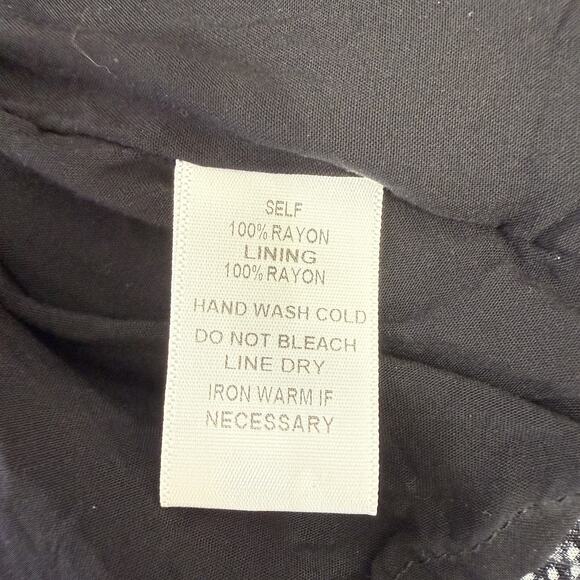 SELF
100% RAYON
LINING
100% RAYON
HAND WASH COLD
DO NOT BLEACH
LINE DRY
IRON WARM IF
NECESSARY